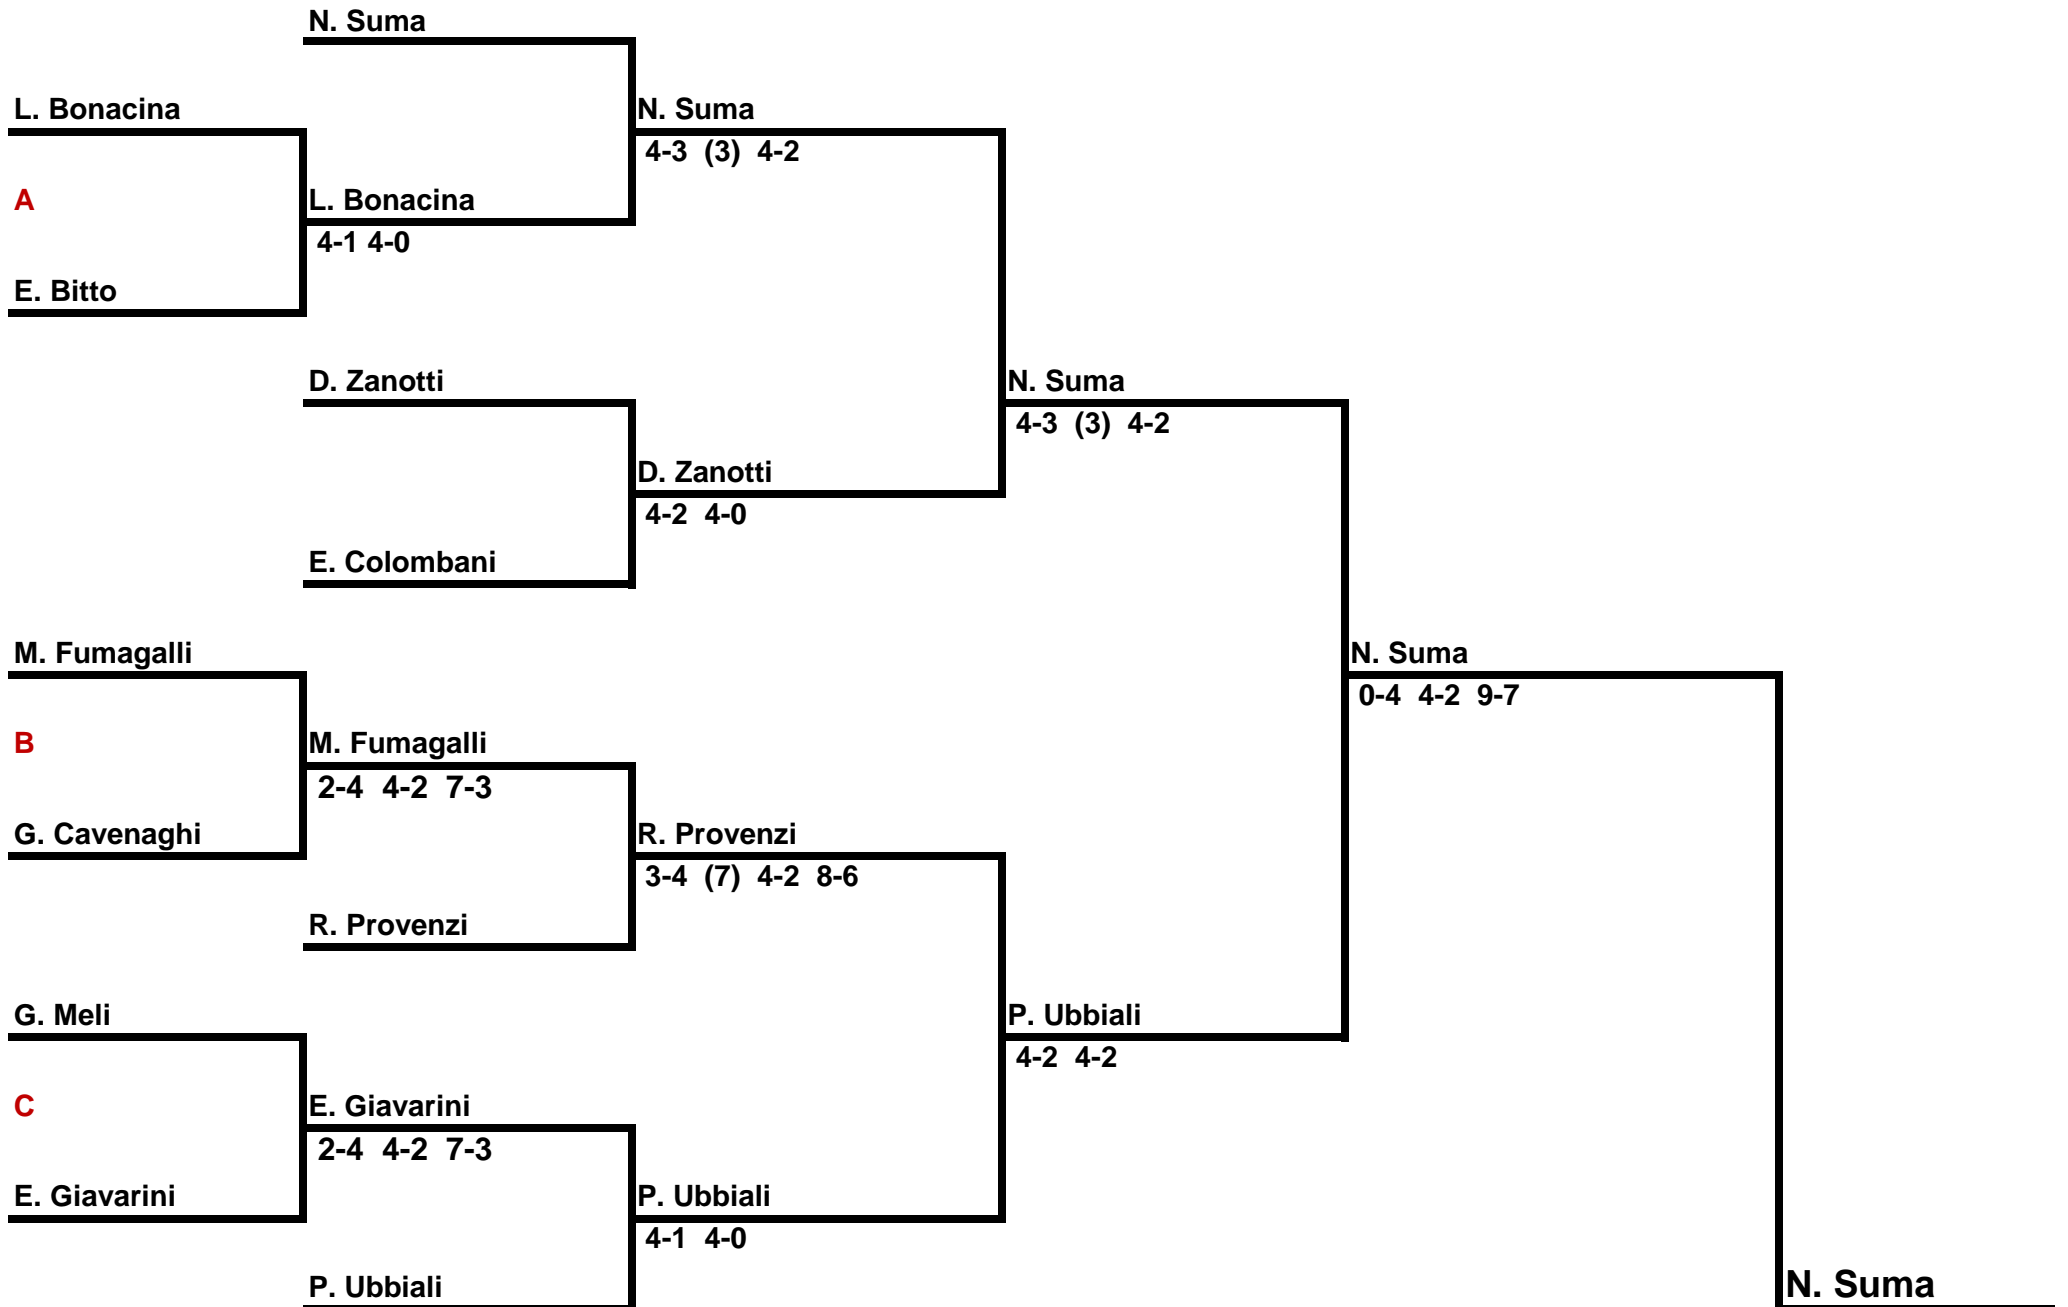 N. Suma
L. Bonacina
N. Suma
4-3 (3) 4-2
A
L. Bonacina
4-1 4-0
E. Bitto
D. Zanotti
N. Suma
4-3 (3) 4-2
D. Zanotti
4-2 4-0
E. Colombani
M. Fumagalli
N. Suma
0-4 4-2 9-7
B
M. Fumagalli
2-4 4-2 7-3
G. Cavenaghi
R. Provenzi
3-4 (7) 4-2 8-6
R. Provenzi
G. Meli
P. Ubbiali
4-2 4-2
C
E. Giavarini
2-4 4-2 7-3
E. Giavarini
P. Ubbiali
4-1 4-0
P. Ubbiali
N. Suma